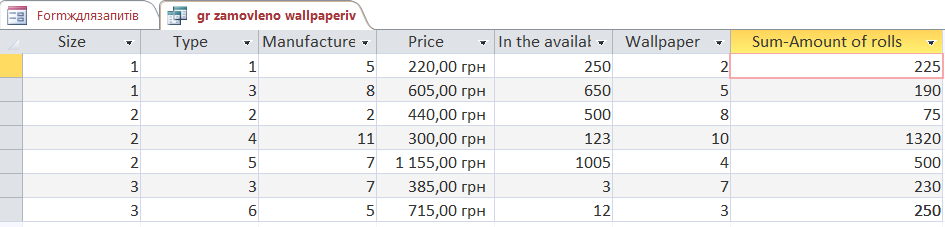 Formждлязапитів gr zamovleno wallpaperiv
Size Type Manufacture Price In the availab Wallpaper Sum-Amount of rolls
1 1 5 220,00 грн 250 2 225
1 3 8 605,00 грн 650 5 190
2 2 2 440,00 грн 500 8 75
2 4 11 300,00 грн 123 10 1320
2 5 7 1 155,00 грн 1005 4 500
3 3 7 385,00 грн 3 7 230
3 6 5 715,00 грн 12 3 250